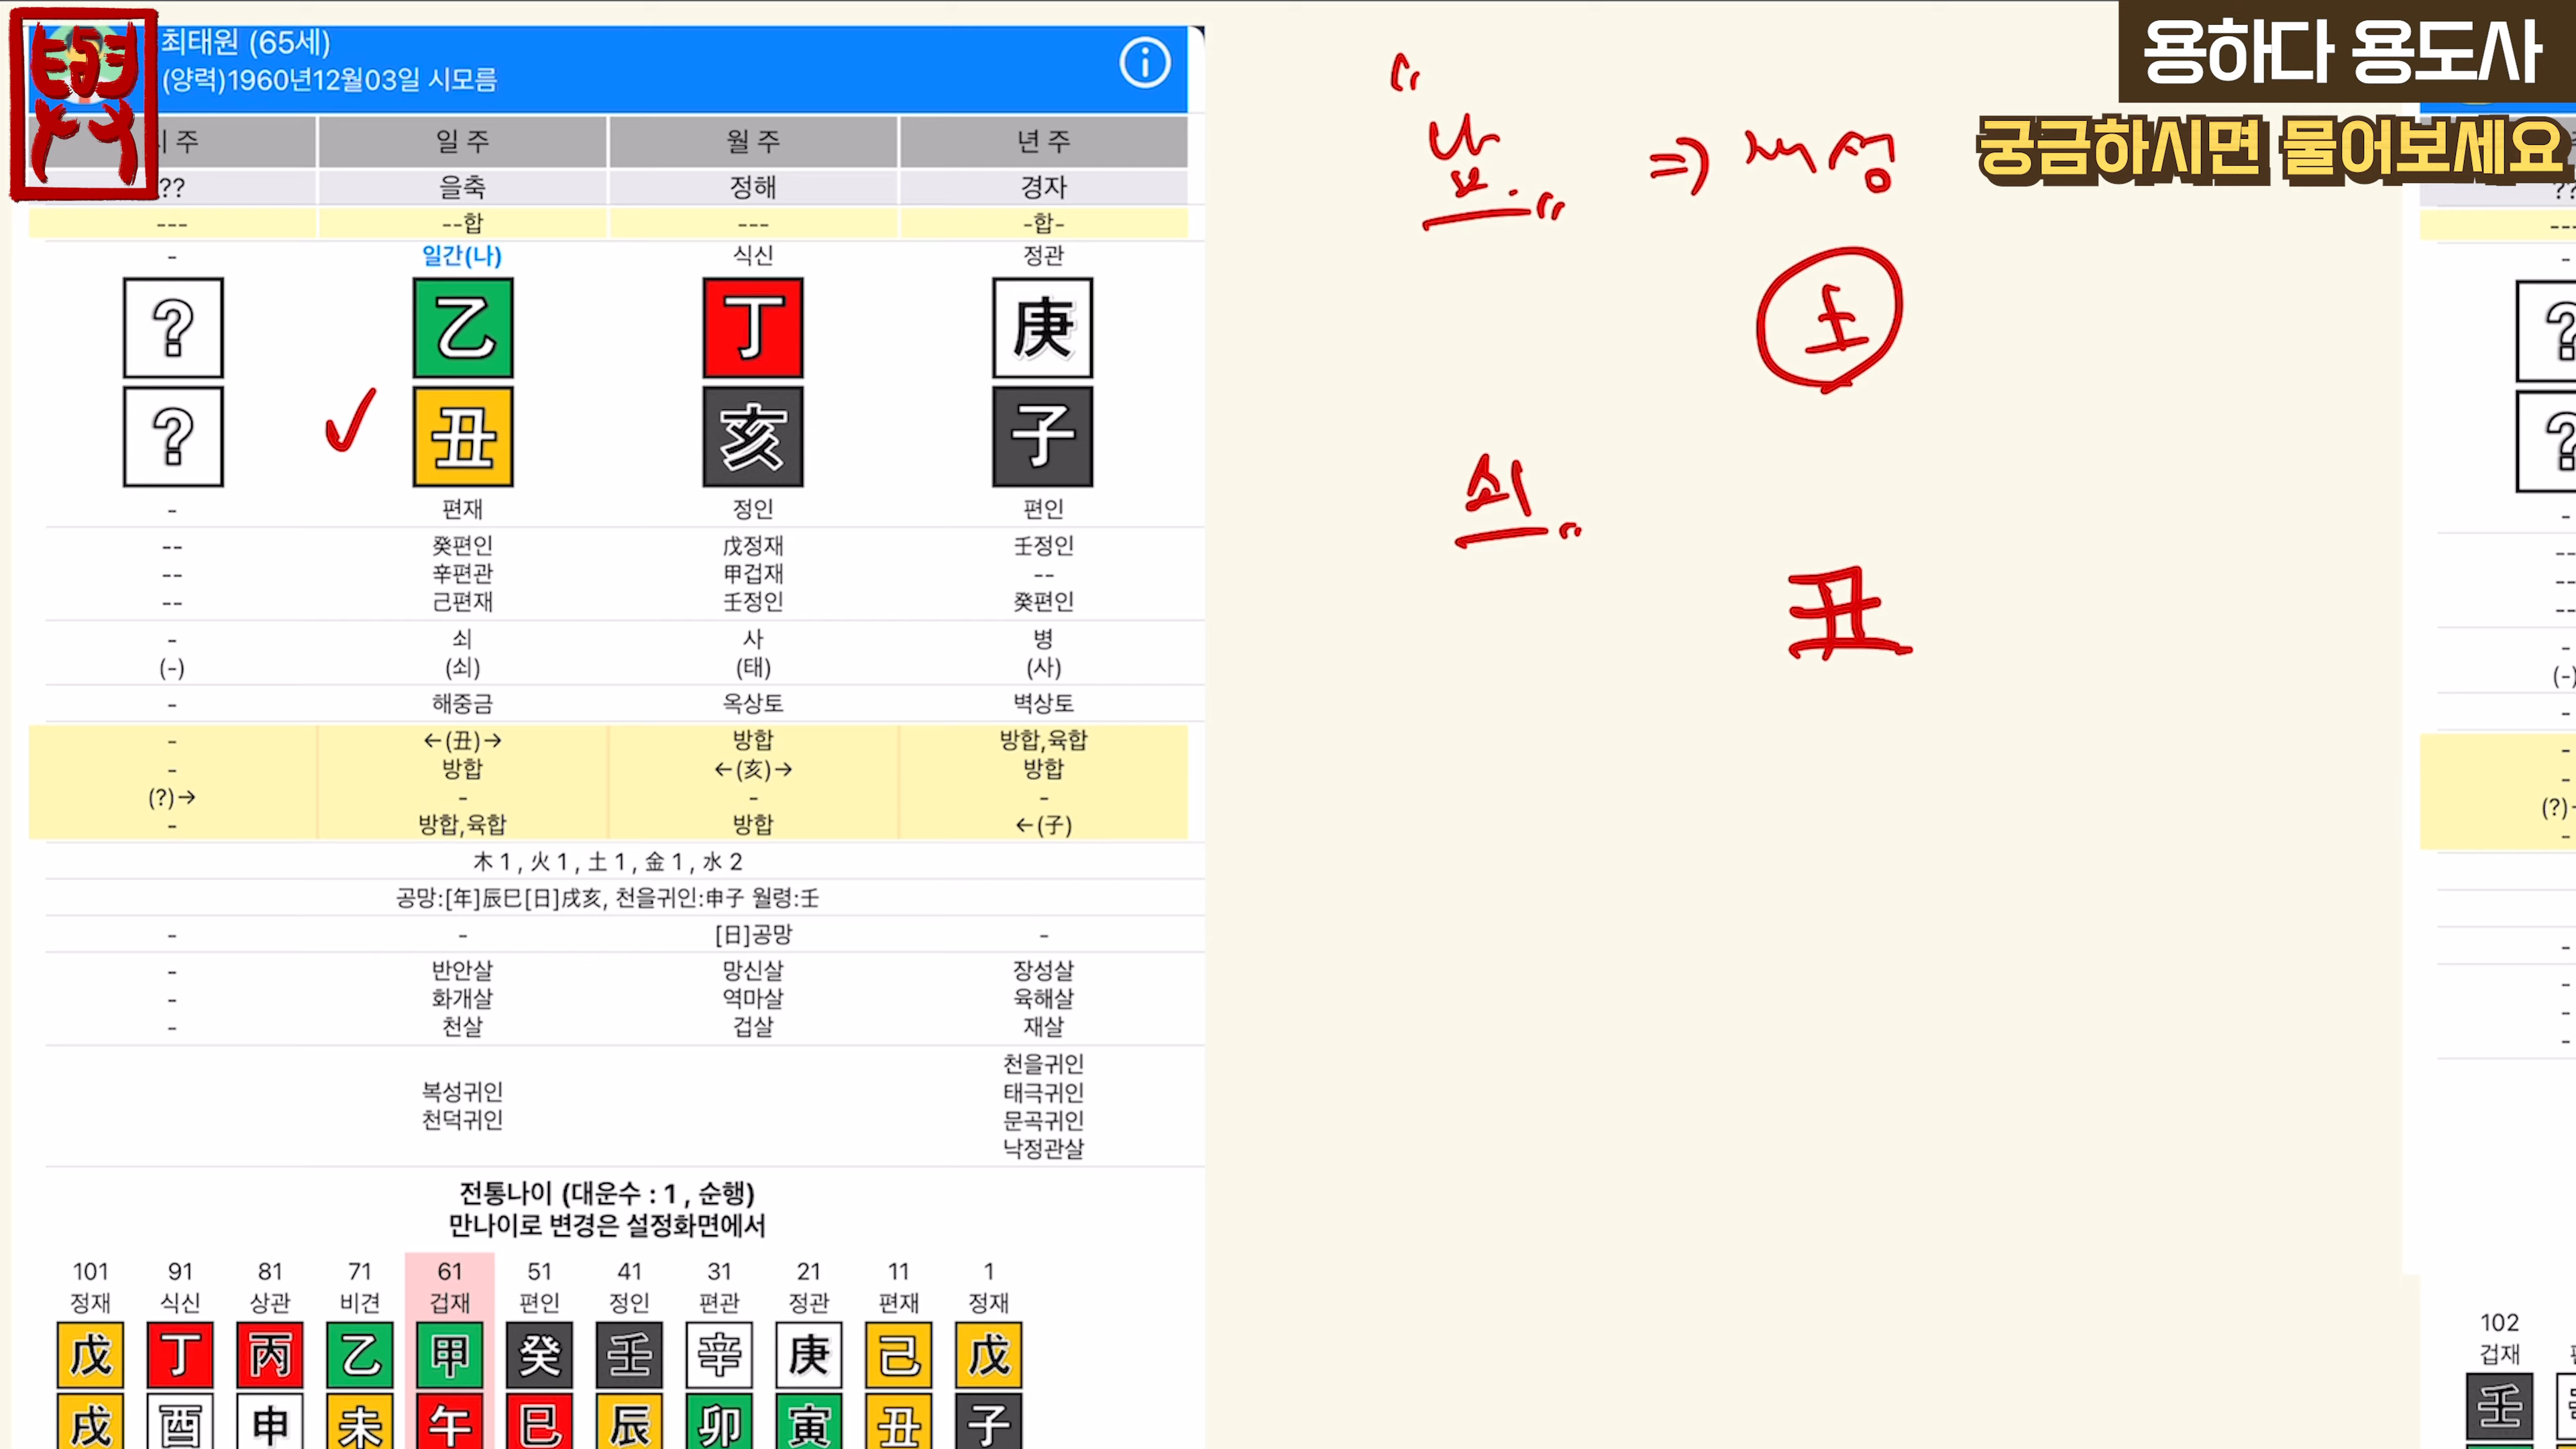 최태원 (65세)
(양력)1960년12월03일 시모름
주 일 주 월 주 년 주
?? 을축 정해 경자
--- --합 --- -합-
- 일간(나) 식신 정관
? 乙 丁 庚
? 丑 亥 子
- 편재 정인 편인
-- 癸편인 戊정재 壬정인
-- 辛편관 甲겁재 --
-- 己편재 壬정인 癸편인
- 쇠 사 병
(-) (쇠) (태) (사)
- 해중금 옥상토 벽상토
- ←(丑)→ 방합 방합,육합
- 방합 ←(亥)→ 방합
(?)→ - - -
- 방합,육합 방합 ←(子)
木 1 , 火 1 , 土 1 , 金 1 , 水 2
공망:[年]辰巳[日]戌亥, 천을귀인:申子 월령:壬
- - [日]공망 -
- 반안살 망신살 장성살
- 화개살 역마살 육해살
- 천살 겁살 재살
천을귀인
복성귀인 태극귀인
천덕귀인 문곡귀인
낙정관살
전통나이 (대운수 : 1 , 순행)
만나이로 변경은 설정화면에서
101 91 81 71 61 51 41 31 21 11 1
정재 식신 상관 비견 겁재 편인 정인 편관 정관 편재 정재
戊 丁 丙 乙 甲 癸 壬 辛 庚 己 戊
戌 酉 申 未 午 巳 辰 卯 寅 丑 子
⇒ 재성
土
쇠
丑
용하다 용도사
궁금하시면 물어보세요
??
---
-
?
?
-
--
--
--
-
(-)
-
-
-
(?)
-
-
-
-
-
102
겁재
壬